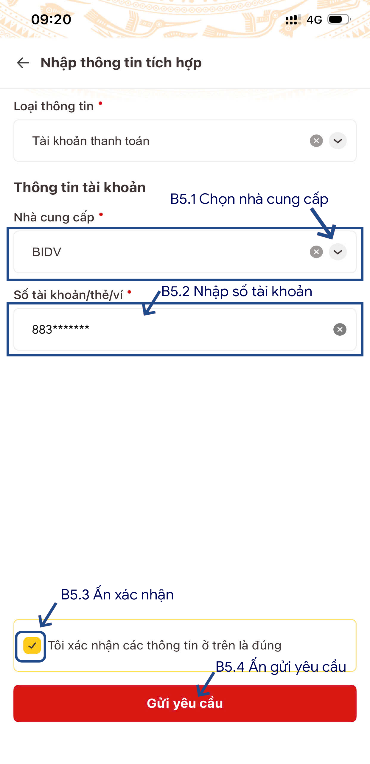 09:20
4G
Nhập thông tin tích hợp
Loại thông tin *
Tài khoản thanh toán
Thông tin tài khoản
B5.1 Chọn nhà cung cấp
Nhà cung cấp *
BIDV
Số tài khoản/thẻ/ví *
B5.2 Nhập số tài khoản
883*******
B5.3 Ấn xác nhận
Tôi xác nhận các thông tin ở trên là đúng
B5.4 Ấn gửi yêu cầu
Gửi yêu cầu